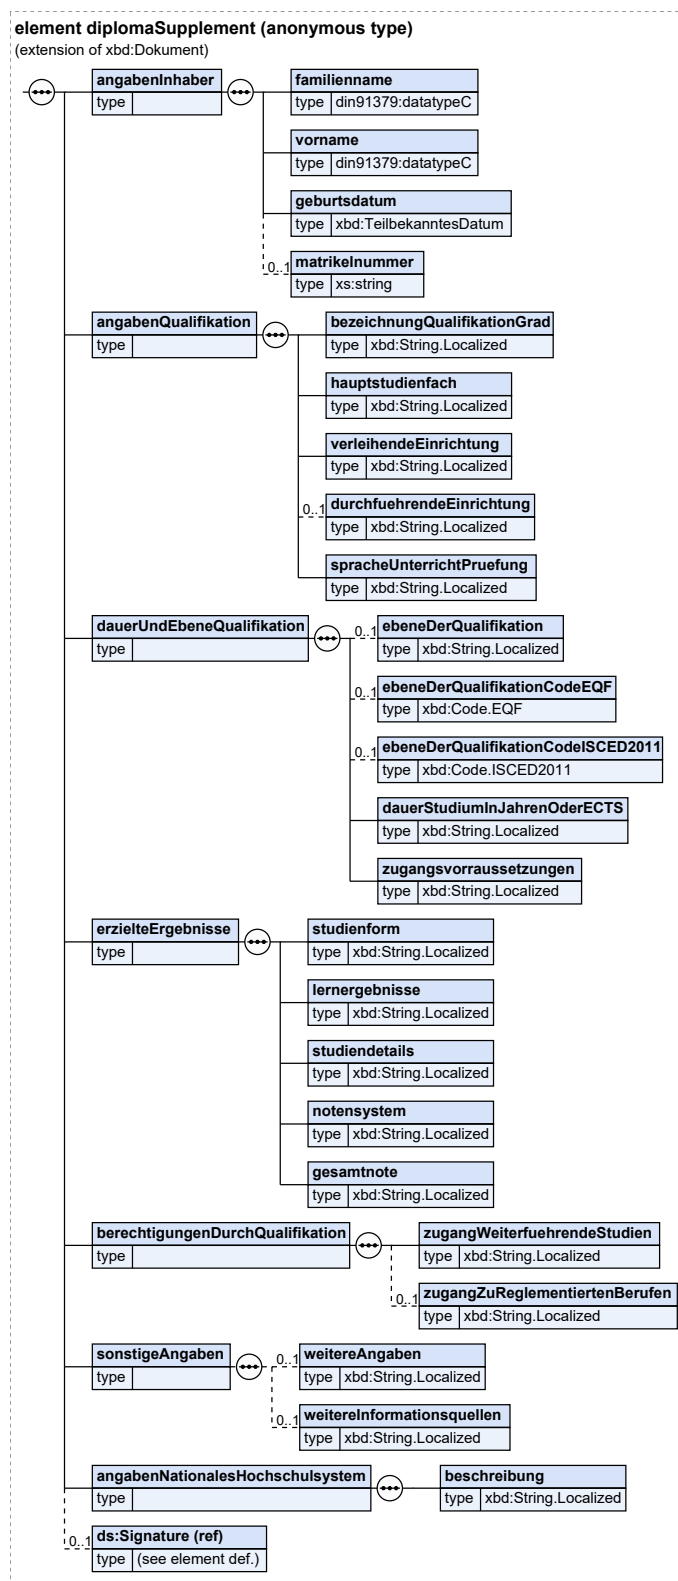 element diplomaSupplement (anonymous type)
(extension of xbd:Dokument)
angabenInhaber
type
familienname
type din91379:datatypeC
vorname
type din91379:datatypeC
geburtsdatum
type xbd:TeilbekanntesDatum
0..1
matrikelnummer
type xs:string
angabenQualifikation
type
bezeichnungQualifikationGrad
type xbd:String.Localized
hauptstudienfach
type xbd:String.Localized
verleihendeEinrichtung
type xbd:String.Localized
0..1
durchfuehrendeEinrichtung
type xbd:String.Localized
spracheUnterrichtPruefung
type xbd:String.Localized
dauerUndEbeneQualifikation
type
0..1
ebeneDerQualifikation
type xbd:String.Localized
0..1
ebeneDerQualifikationCodeEQF
type xbd:Code.EQF
0..1
ebeneDerQualifikationCodeISCED2011
type xbd:Code.ISCED2011
dauerStudiumInJahrenOderECTS
type xbd:String.Localized
zugangsvorraussetzungen
type xbd:String.Localized
erzielteErgebnisse
type
studienform
type xbd:String.Localized
lernergebnisse
type xbd:String.Localized
studiendetails
type xbd:String.Localized
notensystem
type xbd:String.Localized
gesamtnote
type xbd:String.Localized
berechtigungenDurchQualifikation
type
zugangWeiterfuehrendeStudien
type xbd:String.Localized
0..1
zugangZuReglementiertenBerufen
type xbd:String.Localized
sonstigeAngaben
type
0..1
weitereAngaben
type xbd:String.Localized
0..1
weitereInformationsquellen
type xbd:String.Localized
angabenNationalesHochschulsystem
type
beschreibung
type xbd:String.Localized
0..1
ds:Signature (ref)
type (see element def.)